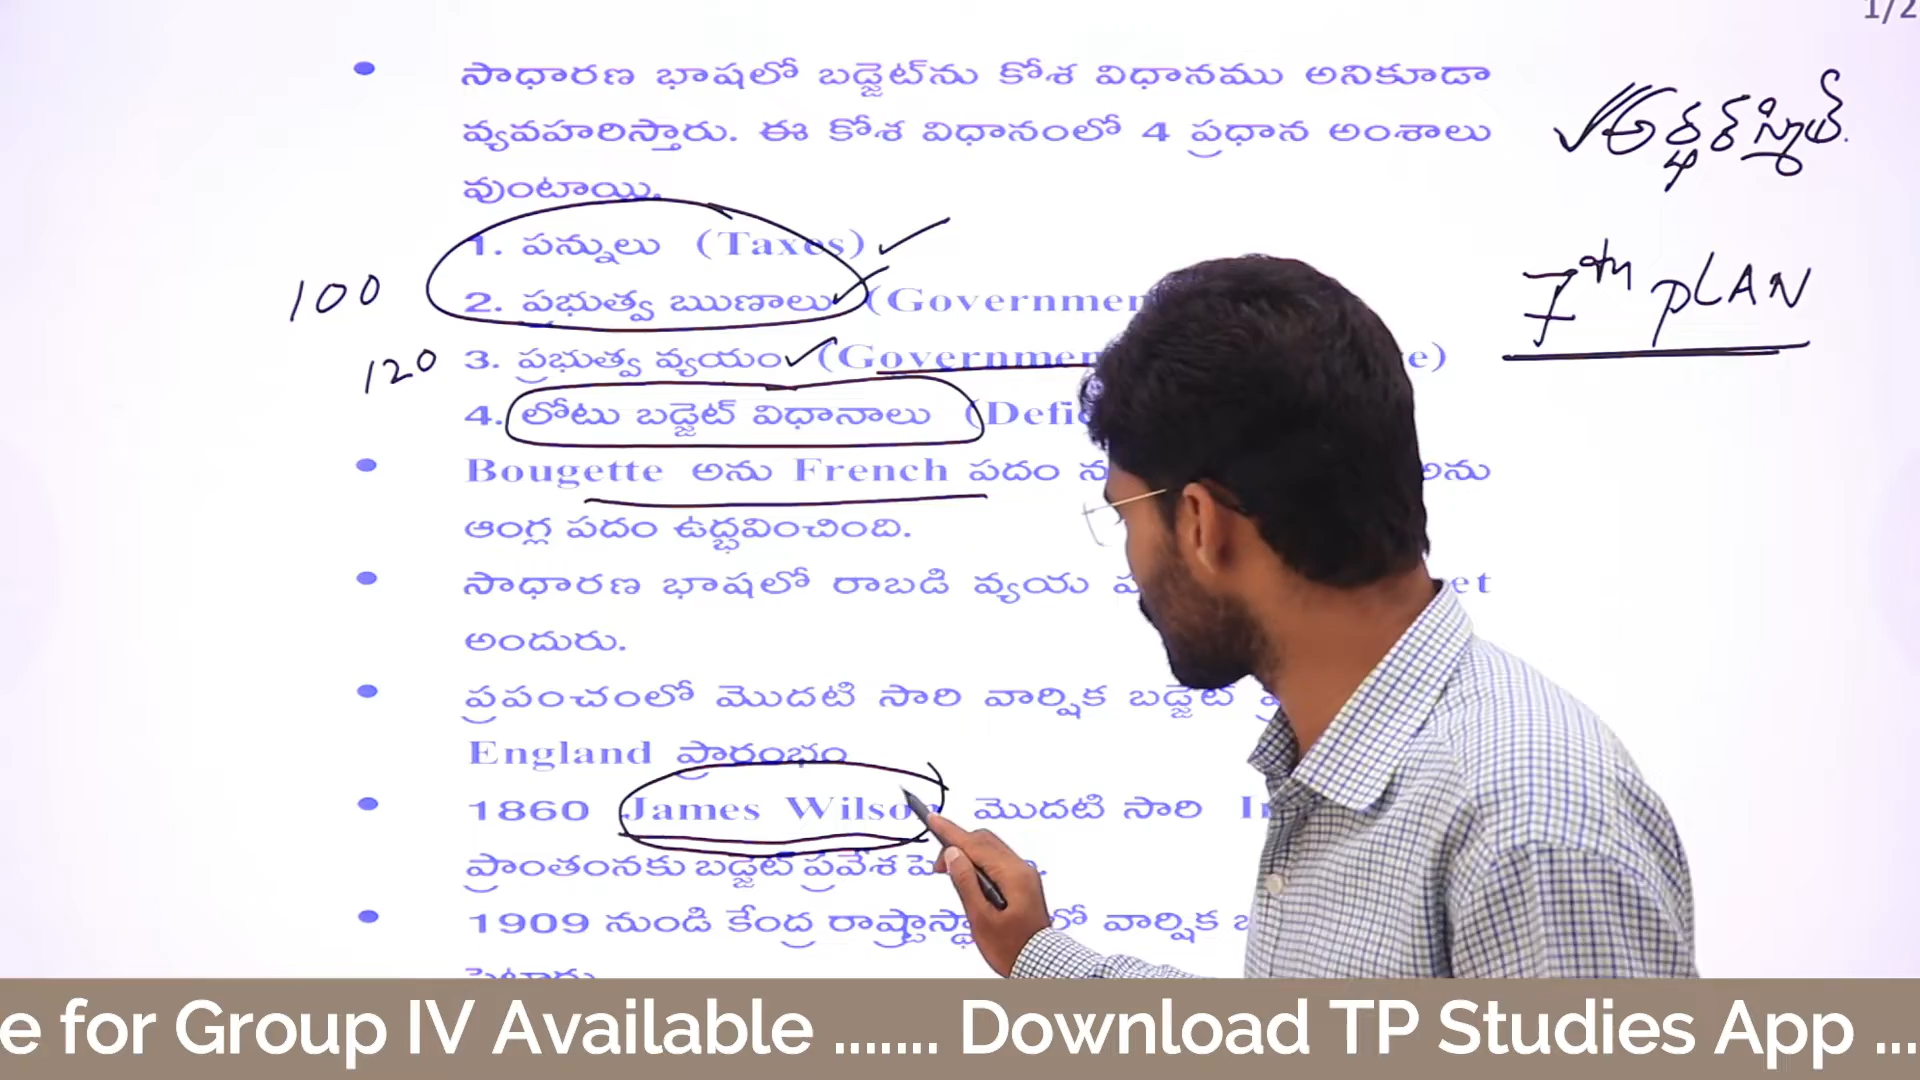 1/2
సాధారణ భాషలో బడ్జెట్‌ను కోశ విధానము అనికూడా
వ్యవహరిస్తారు. ఈ కోశ విధానంలో 4 ప్రధాన అంశాలు
వుంటాయి.
1. పన్నులు (Taxes)
100
2. ప్రభుత్వ ఋణాలు (Governmen
7th PLAN
120
3. ప్రభుత్వ వ్యయం (Governmen e)
4. లోటు బడ్జెట్ విధానాలు (Defic
Bougette అను French పదం అను
ఆంగ్ల పదం ఉద్భవించింది.
సాధారణ భాషలో రాబడి వ్యయ et
అందురు.
ప్రపంచంలో మొదటి సారి వార్షిక బడ్జెట్
England ప్రారంభం
1860 James Wilson మొదటి సారి
ప్రాంతంనకు బడ్జెట్ ప్రవేశ
1909 నుండి కేంద్ర వార్షిక
e for Group IV Available ....... Download TP Studies App ...